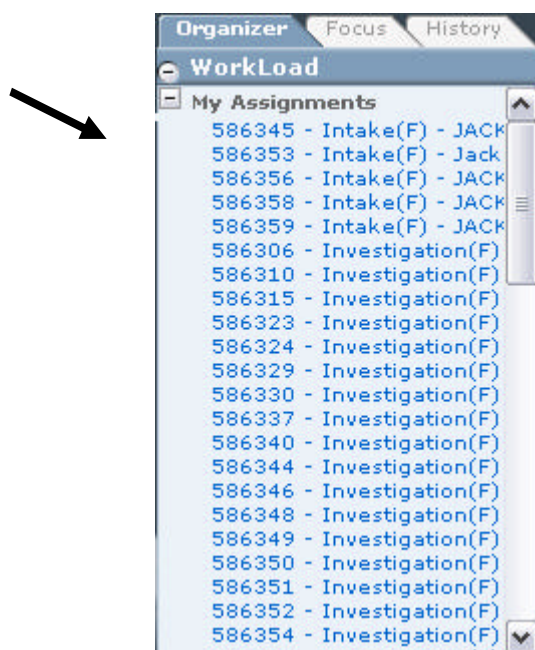 Organizer Focus History
WorkLoad
My Assignments
586345 - Intake(F) - JACK
586353 - Intake(F) - Jack
586356 - Intake(F) - JACK
586358 - Intake(F) - JACK
586359 - Intake(F) - JACK
586306 - Investigation(F)
586310 - Investigation(F)
586315 - Investigation(F)
586323 - Investigation(F)
586324 - Investigation(F)
586329 - Investigation(F)
586330 - Investigation(F)
586337 - Investigation(F)
586340 - Investigation(F)
586344 - Investigation(F)
586346 - Investigation(F)
586348 - Investigation(F)
586349 - Investigation(F)
586350 - Investigation(F)
586351 - Investigation(F)
586352 - Investigation(F)
586354 - Investigation(F)